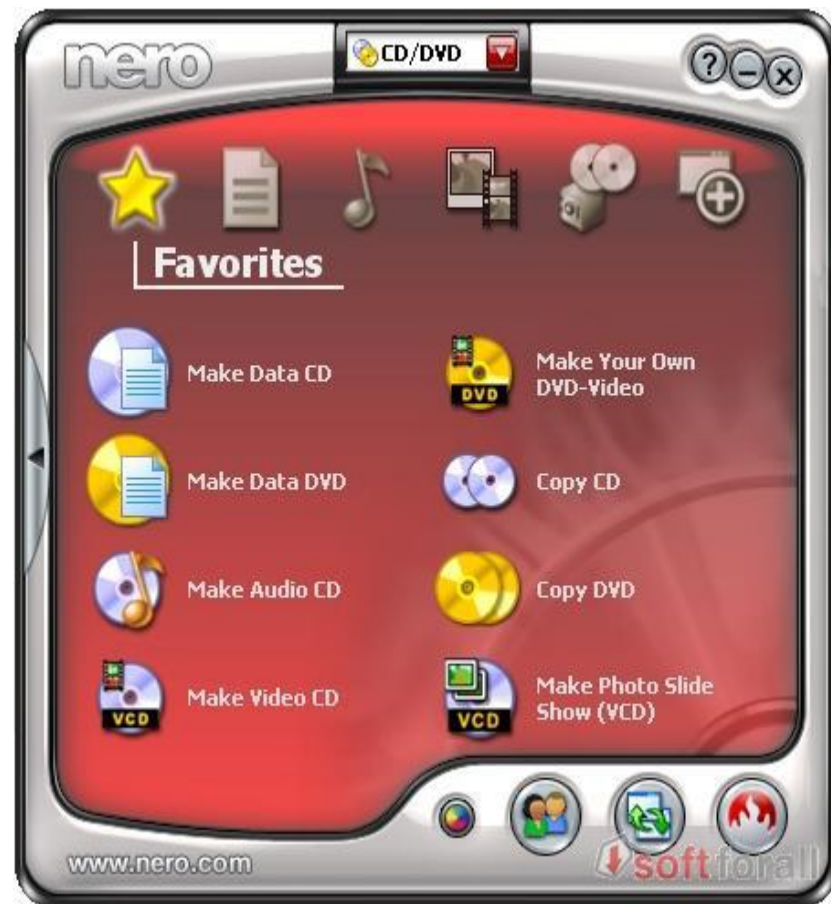 nero
CD/DVD
?
Favorites
Make Data CD
Make Your Own
DVD-Video
DVD
Make Data DVD
Copy CD
Make Audio CD
Copy DVD
Make Video CD
VCD
Make Photo Slide
Show (VCD)
VCD
www.nero.com
softforall